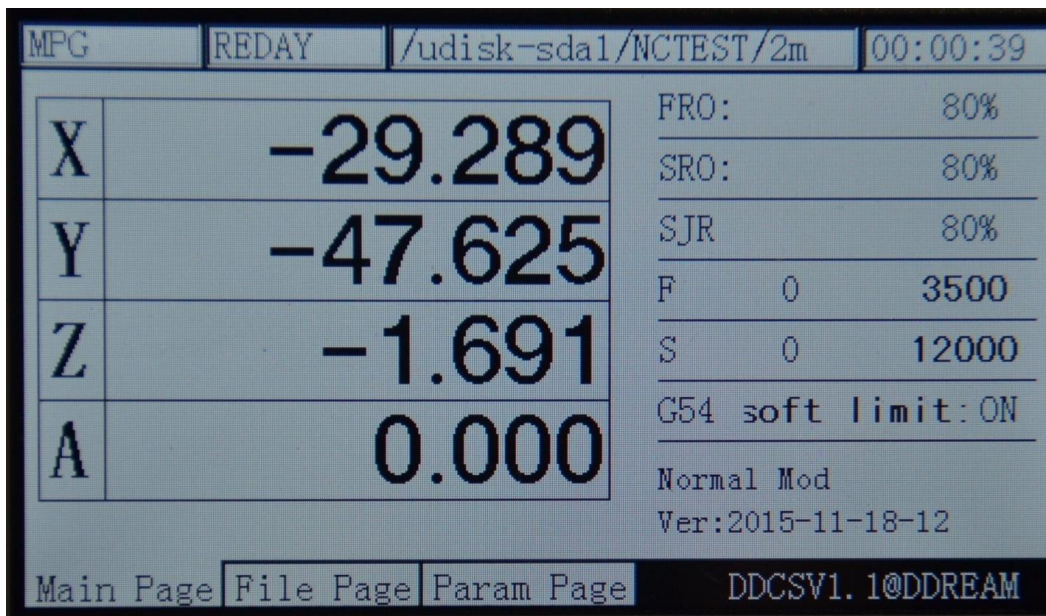 MPG REDAY /udisk-sda1/NCTEST/2m 00:00:39
X -29.289
Y -47.625
Z -1.691
A 0.000
FRO: 80%
SRO: 80%
SJR 80%
F 0 3500
S 0 12000
G54 soft limit:ON
Normal Mod
Ver:2015-11-18-12
Main Page File Page Param Page DDCSV1.1@DDREAM